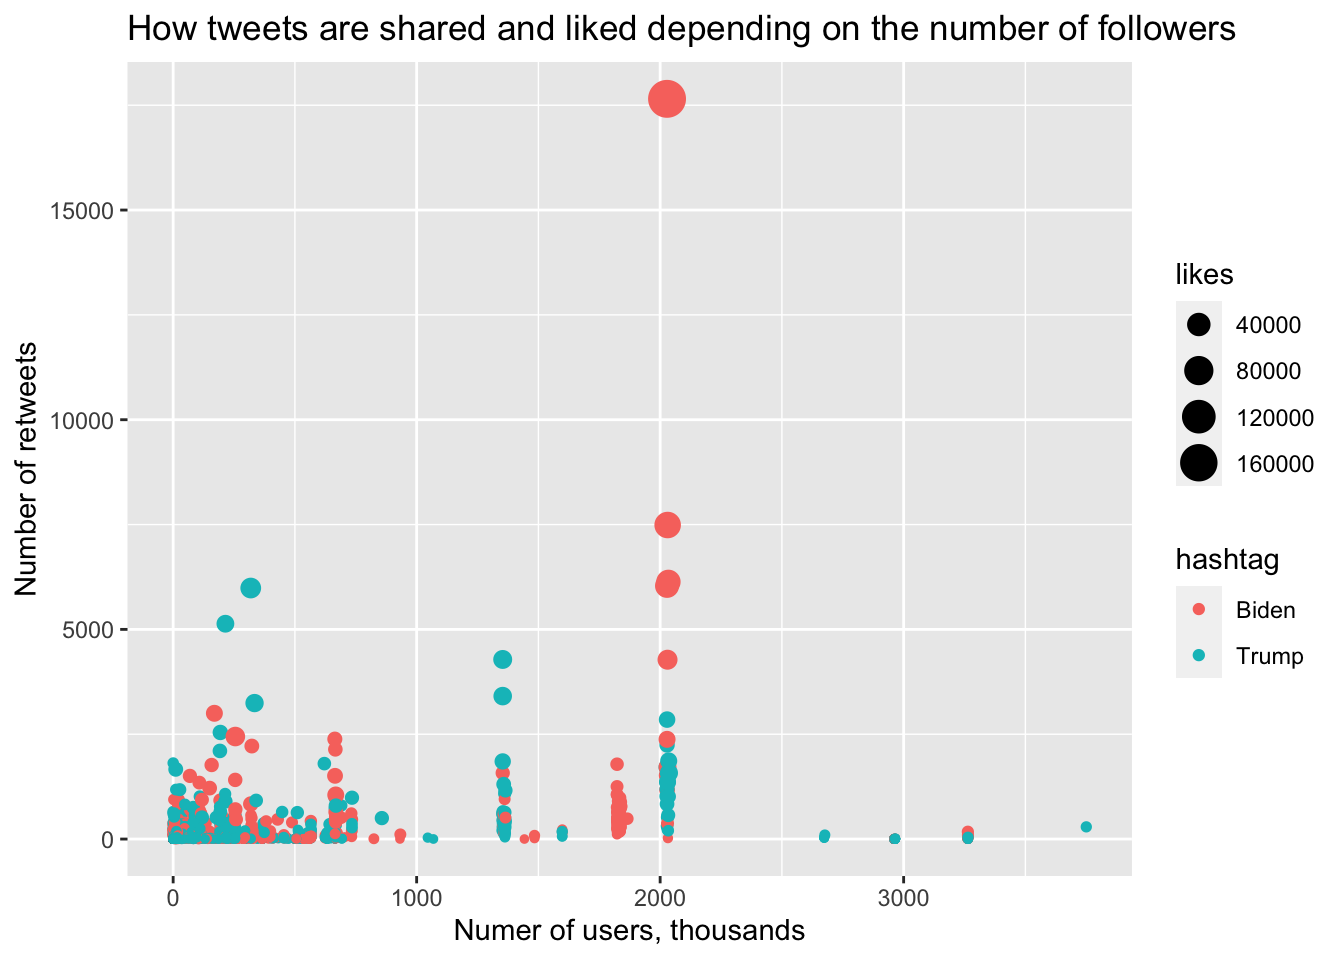 How tweets are shared and liked depending on the number of followers
Number of retweets
15000
10000
5000
0
0 1000 2000 3000
Numer of users, thousands
likes
40000
80000
120000
160000
hashtag
Biden
Trump